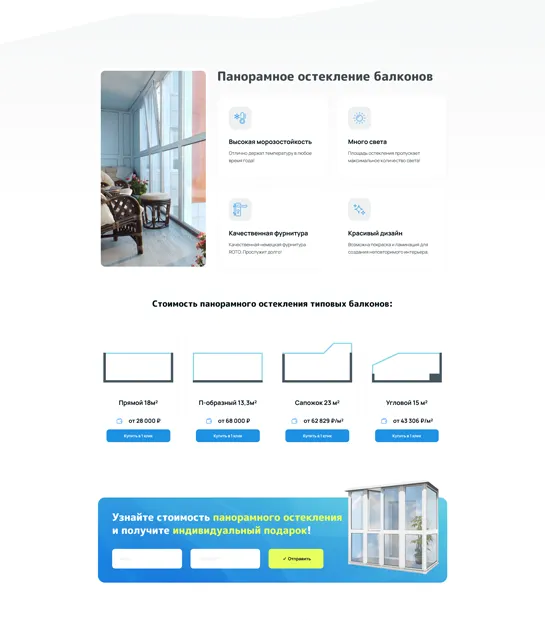 Панорамное остекление балконов
Высокая морозостойкость
Отлично держат температуру в любое
время года!
Много света
Площадь остекления пропускает
максимальное количество света!
Качественная фурнитура
Качественная немецкая фурнитура
ROTO. Прослужит долго!
Красивый дизайн
Возможна покраска и ламинация для
создания неповторимого интерьера
Стоимость панорамного остекления типовых балконов:
Прямой 18м²
от 28 000 ₽
Купить в 1 клик
П-образный 13,3м²
от 68 000 ₽
Купить в 1 клик
Сапожок 23 м²
от 62 829 ₽/м²
Купить в 1 клик
Угловой 15 м²
от 43 306 ₽/м²
Купить в 1 клик
Узнайте стоимость панорамного остекления
и получите индивидуальный подарок!
✓ Отправить